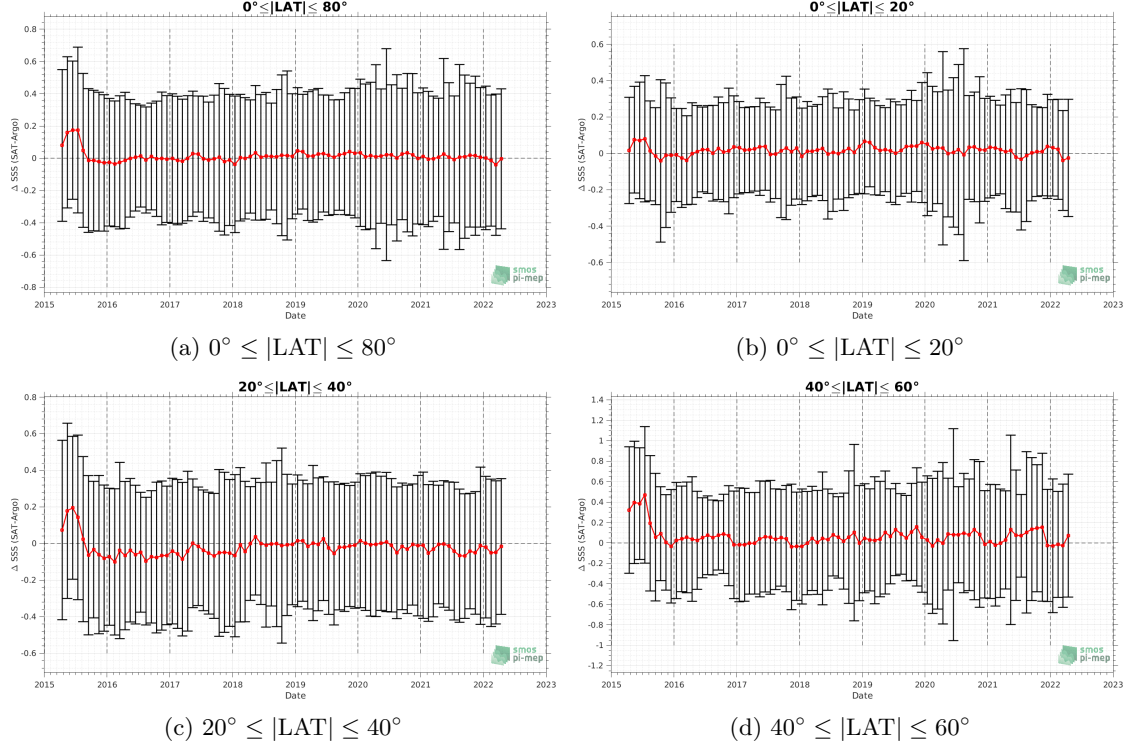 0°≤|LAT|≤ 80°
0.8
0.6
0.4
0.2
0
-0.2
-0.4
-0.6
-0.8
Δ SSS (SAT-Argo)
2015 2016 2017 2018 2019 2020 2021 2022 2023
Date
smos
pi-mep
(a) 0° ≤ |LAT| ≤ 80°
0°≤|LAT|≤ 20°
0.6
0.4
0.2
0
-0.2
-0.4
-0.6
Δ SSS (SAT-Argo)
2015 2016 2017 2018 2019 2020 2021 2022 2023
Date
smos
pi-mep
(b) 0° ≤ |LAT| ≤ 20°
20°≤|LAT|≤ 40°
0.8
0.6
0.4
0.2
0
-0.2
-0.4
-0.6
Δ SSS (SAT-Argo)
2015 2016 2017 2018 2019 2020 2021 2022 2023
Date
smos
pi-mep
(c) 20° ≤ |LAT| ≤ 40°
40°≤|LAT|≤ 60°
1.4
1.2
1
0.8
0.6
0.4
0.2
0
-0.2
-0.4
-0.6
-0.8
-1
-1.2
Δ SSS (SAT-Argo)
2015 2016 2017 2018 2019 2020 2021 2022 2023
Date
smos
pi-mep
(d) 40° ≤ |LAT| ≤ 60°